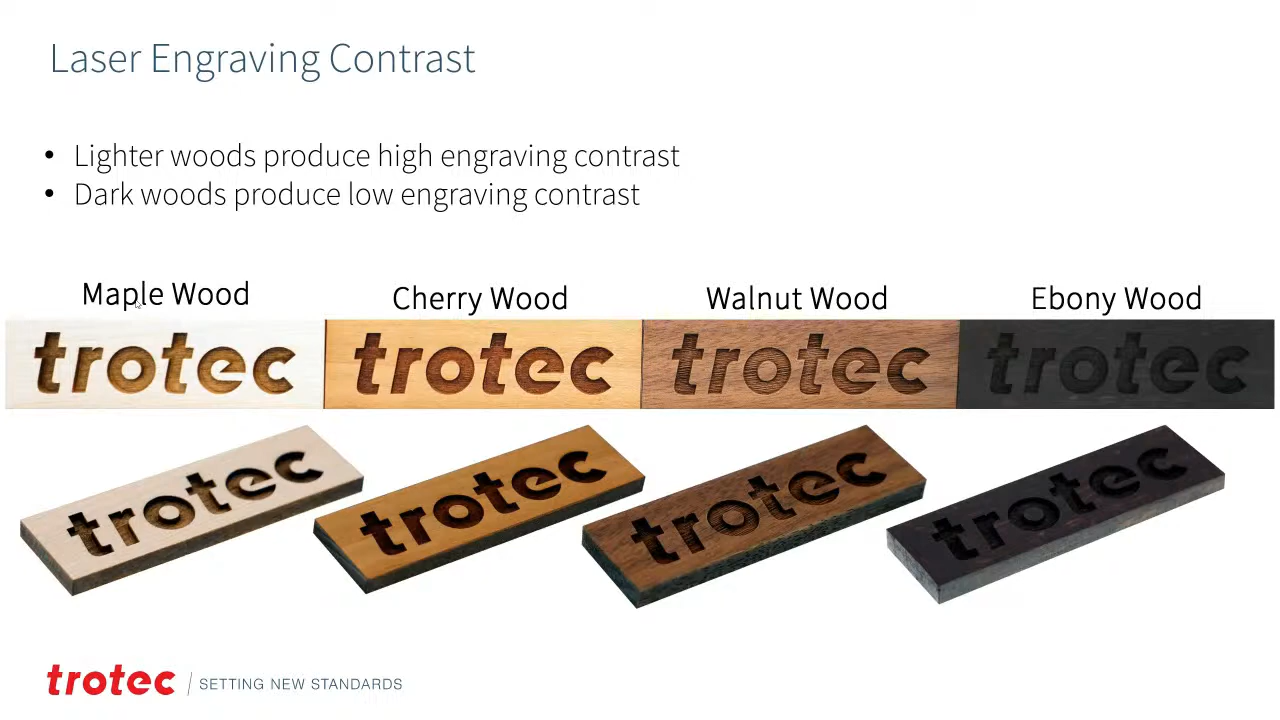 Laser Engraving Contrast
• Lighter woods produce high engraving contrast
• Dark woods produce low engraving contrast
Maple Wood
Cherry Wood
Walnut Wood
Ebony Wood
trotec
trotec
trotec
trotec
trotec
trotec
trotec
trotec
trotec / SETTING NEW STANDARDS